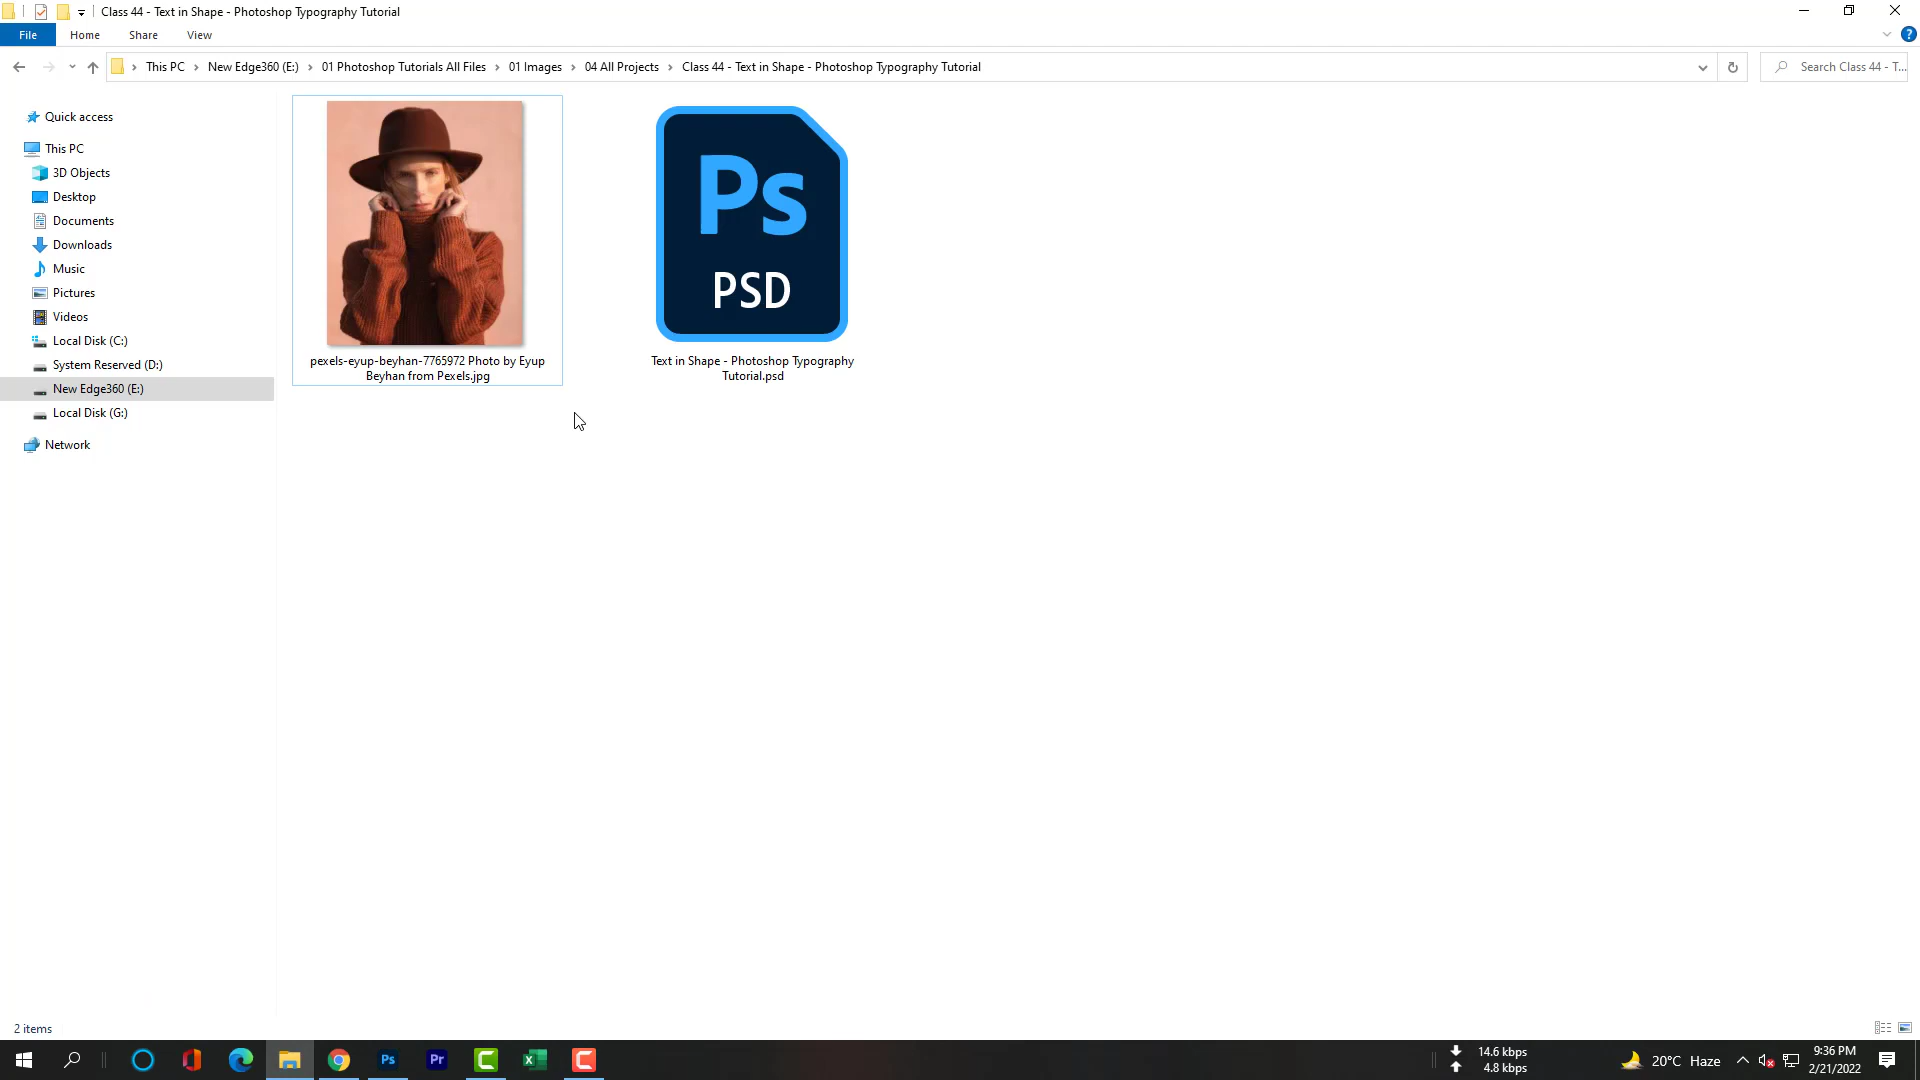 Class 44 - Text in Shape - Photoshop Typography Tutorial
File Home Share View
This PC New Edge360 (E:) 01 Photoshop Tutorials All Files 01 Images 04 All Projects Class 44 - Text in Shape - Photoshop Typography Tutorial
Search Class 44 - T...
Quick access
This PC
3D Objects
Desktop
Documents
Downloads
Music
Pictures
Videos
Local Disk (C:)
System Reserved (D:)
New Edge360 (E:)
Local Disk (G:)
Network
pexels-eyup-beyhan-7765972 Photo by Eyup
Beyhan from Pexels.jpg
Ps
PSD
Text in Shape - Photoshop Typography
Tutorial.psd
2 items
Ps
Pr
14.6 kbps
4.8 kbps
20°C Haze
9:36 PM
2/21/2022